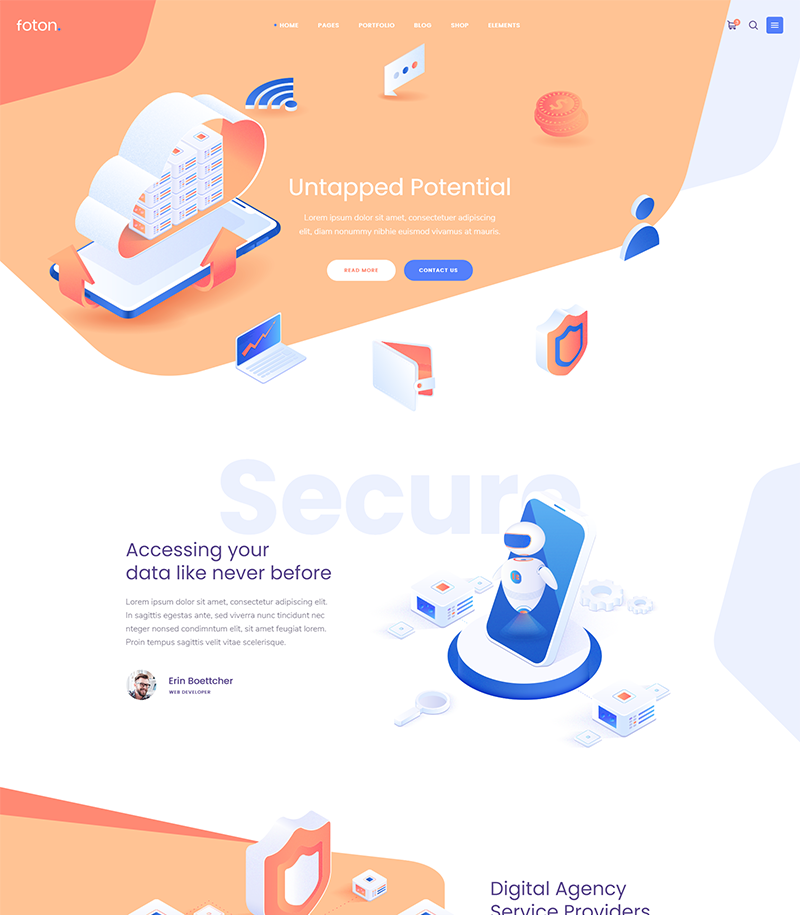 foton.
HOME PAGES PORTFOLIO BLOG SHOP ELEMENTS
Untapped Potential
Lorem ipsum dolor sit amet, consectetuer adipiscing
elit, diam nonummy nibhie euismod vivamus at mauris.
READ MORE CONTACT US
Secure
Accessing your
data like never before
Lorem ipsum dolor sit amet, consectetur adipiscing elit.
In sagittis egestas ante, sed viverra nunc tincidunt nec
nteger nonsed condimntum elit, sit amet feugiat lorem.
Proin tempus sagittis velit vitae scelerisque.
Erin Boettcher
WEB DEVELOPER
Digital Agency
Service Providers